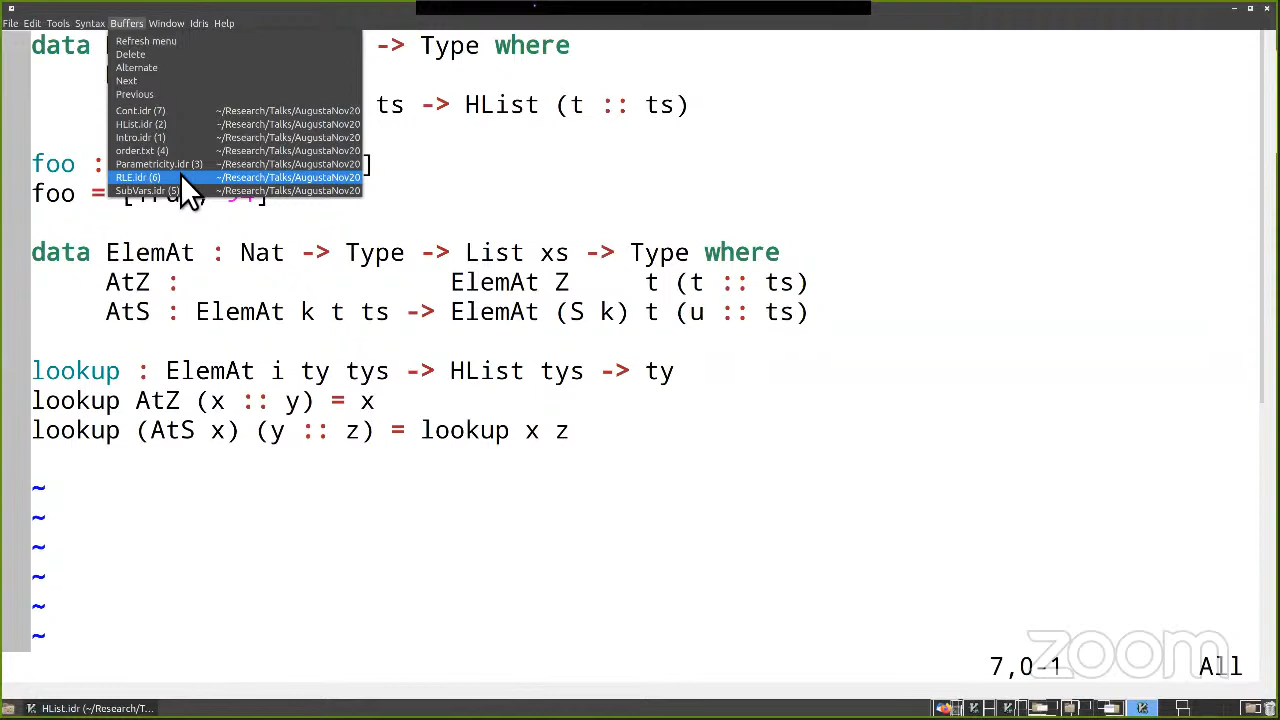 File Edit Tools Syntax Buffers Window Idris Help
Refresh menu
Delete
Alternate
Next
Previous
Cont.idr (7) ~/Research/Talks/AugustaNov20
HList.idr (2) ~/Research/Talks/AugustaNov20
Intro.idr (1) ~/Research/Talks/AugustaNov20
order.txt (4) ~/Research/Talks/AugustaNov20
Parametricity.idr (3) ~/Research/Talks/AugustaNov20
RLE.idr (6) ~/Research/Talks/AugustaNov20
SubVars.idr (5) ~/Research/Talks/AugustaNov20
data -> Type where
ts -> HList (t :: ts)
foo : ]
foo = [True, 94]
data ElemAt : Nat -> Type -> List xs -> Type where
AtZ : ElemAt Z t (t :: ts)
AtS : ElemAt k t ts -> ElemAt (S k) t (u :: ts)
lookup : ElemAt i ty tys -> HList tys -> ty
lookup AtZ (x :: y) = x
lookup (AtS x) (y :: z) = lookup x z
~
~
~
~
~
~
zoom
7,0-1 All
HList.idr (~/Research/T...